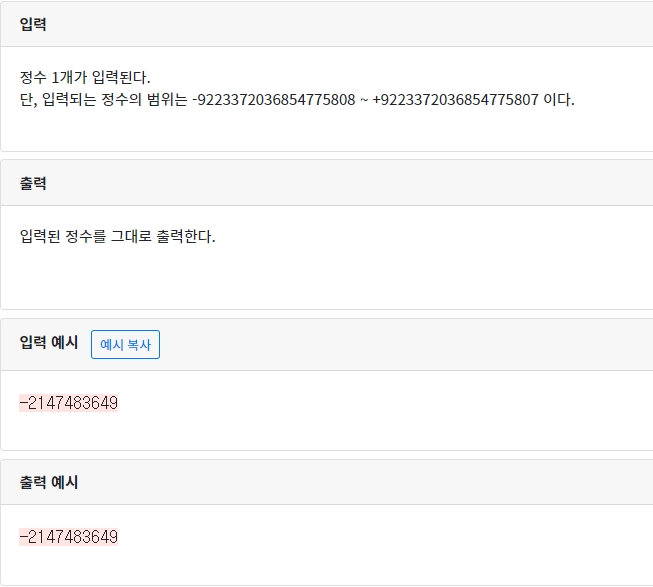 입력
정수 1개가 입력된다.
단, 입력되는 정수의 범위는 -9223372036854775808 ~ +9223372036854775807 이다.
출력
입력된 정수를 그대로 출력한다.
입력 예시 예시 복사
-2147483649
출력 예시
-2147483649